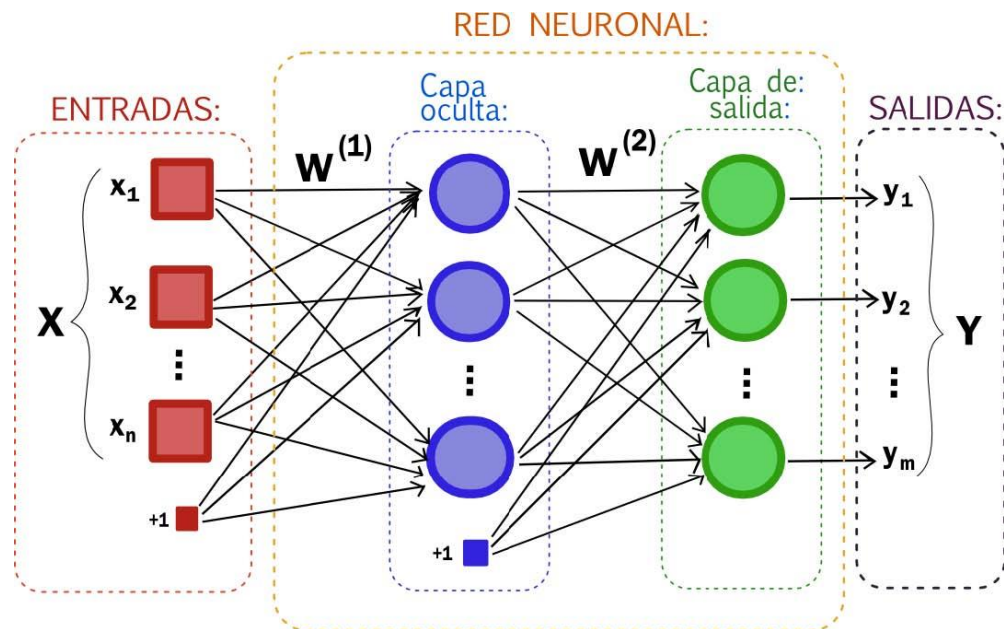 RED NEURONAL:
ENTRADAS:
Capa
oculta:
Capa de:
salida:
SALIDAS:
W(1)
W(2)
x1
x2
⋮
xn
+1
X
⋮
+1
⋮
y1
y2
⋮
ym
Y